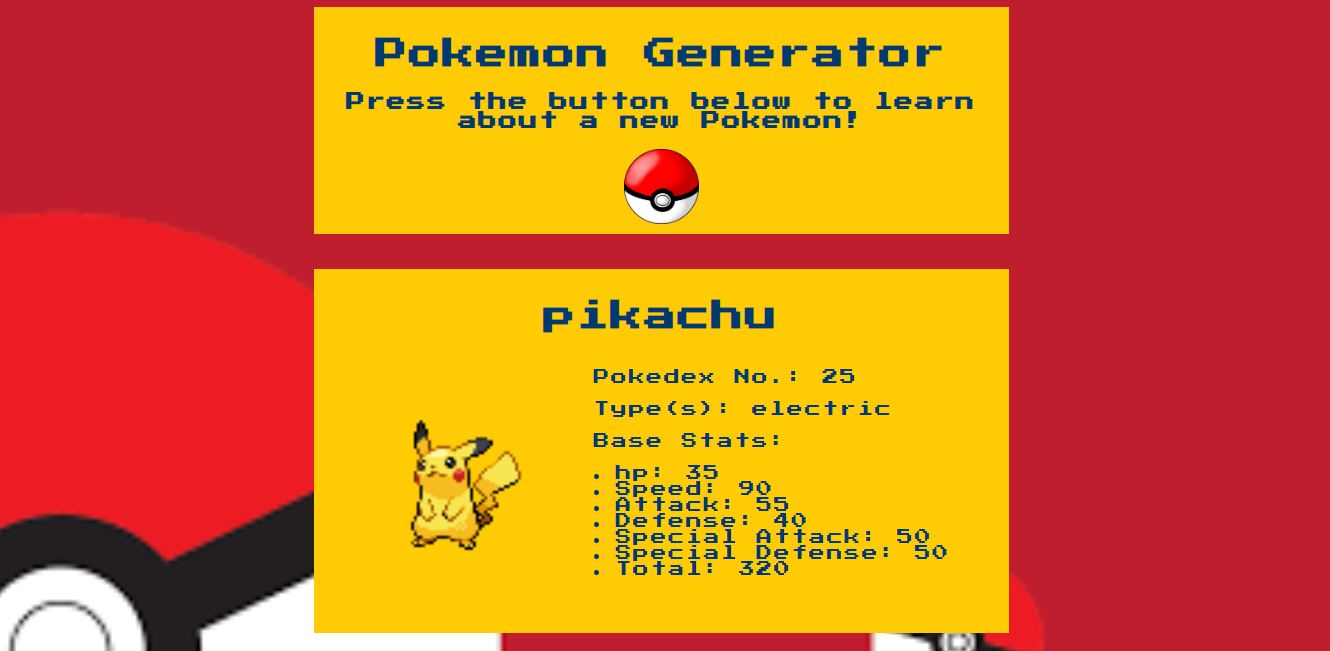 Pokemon Generator
Press the button below to learn
about a new Pokemon!
pikachu
Pokedex No.: 25
Type(s): electric
Base Stats:
• hp: 35
• Speed: 90
• Attack: 55
• Defense: 40
• Special Attack: 50
• Special Defense: 50
• Total: 320